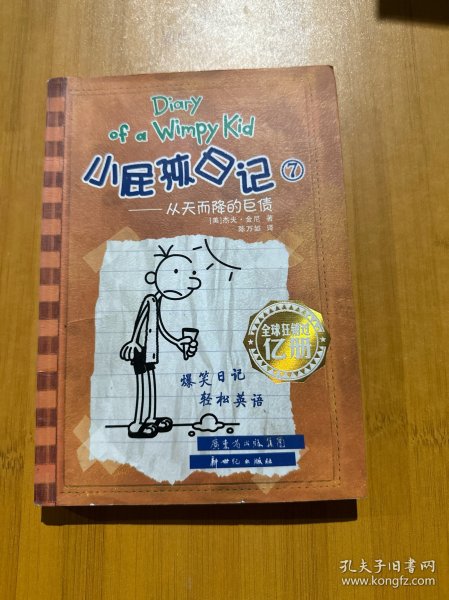 Diary
of a Wimpy Kid
小屁孩日记⑦
——从天而降的巨债
[美]杰夫·金尼 著
陈万如 译
全球狂销过
亿册
爆笑日记
轻松英语
广东省出版集团
新世纪出版社
孔夫子旧书网
www.kongfz.com